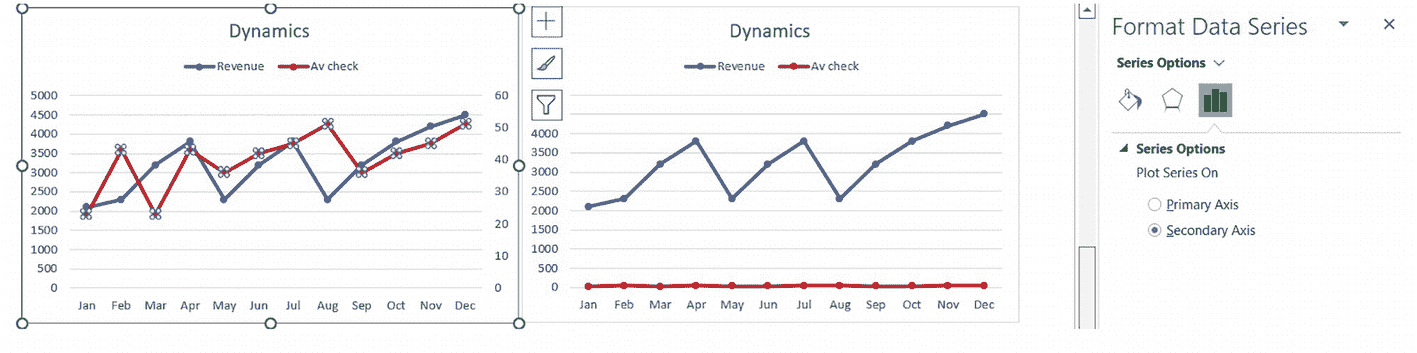 Dynamics
Revenue Av check
5000
4500
4000
3500
3000
2500
2000
1500
1000
500
0
60
50
40
30
20
10
0
Jan Feb Mar Apr May Jun Jul Aug Sep Oct Nov Dec
Dynamics
Revenue Av check
4000
3500
3000
2500
2000
1500
1000
500
0
Jan Feb Mar Apr May Jun Jul Aug Sep Oct Nov Dec
Format Data Series
Series Options
Series Options
Plot Series On
Primary Axis
Secondary Axis